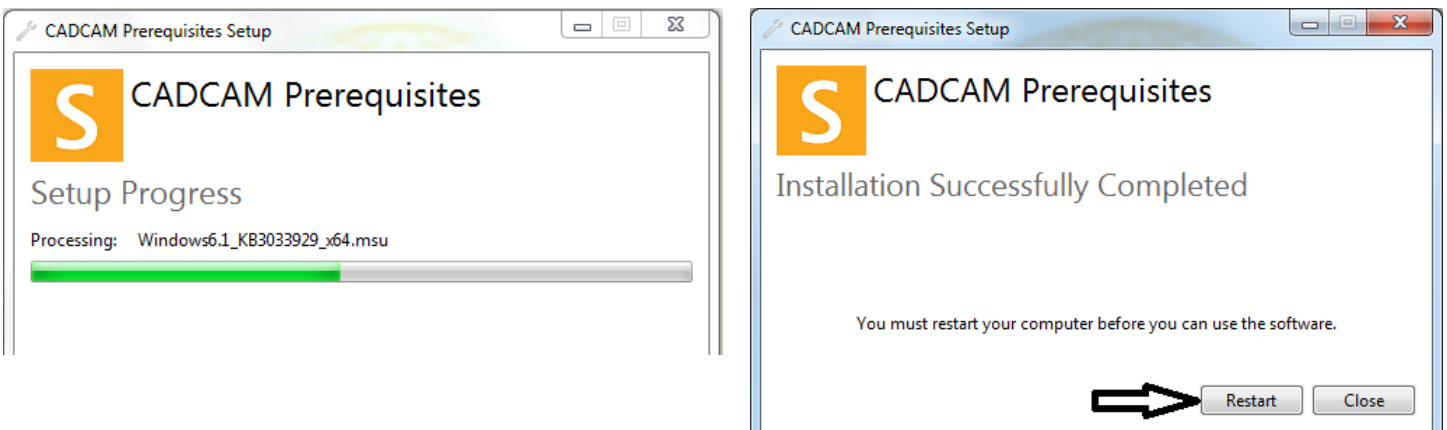 CADCAM Prerequisites Setup
S
CADCAM Prerequisites
Setup Progress
Processing: Windows6.1_KB3033929_x64.msu
CADCAM Prerequisites Setup
S
CADCAM Prerequisites
Installation Successfully Completed
You must restart your computer before you can use the software.
Restart Close